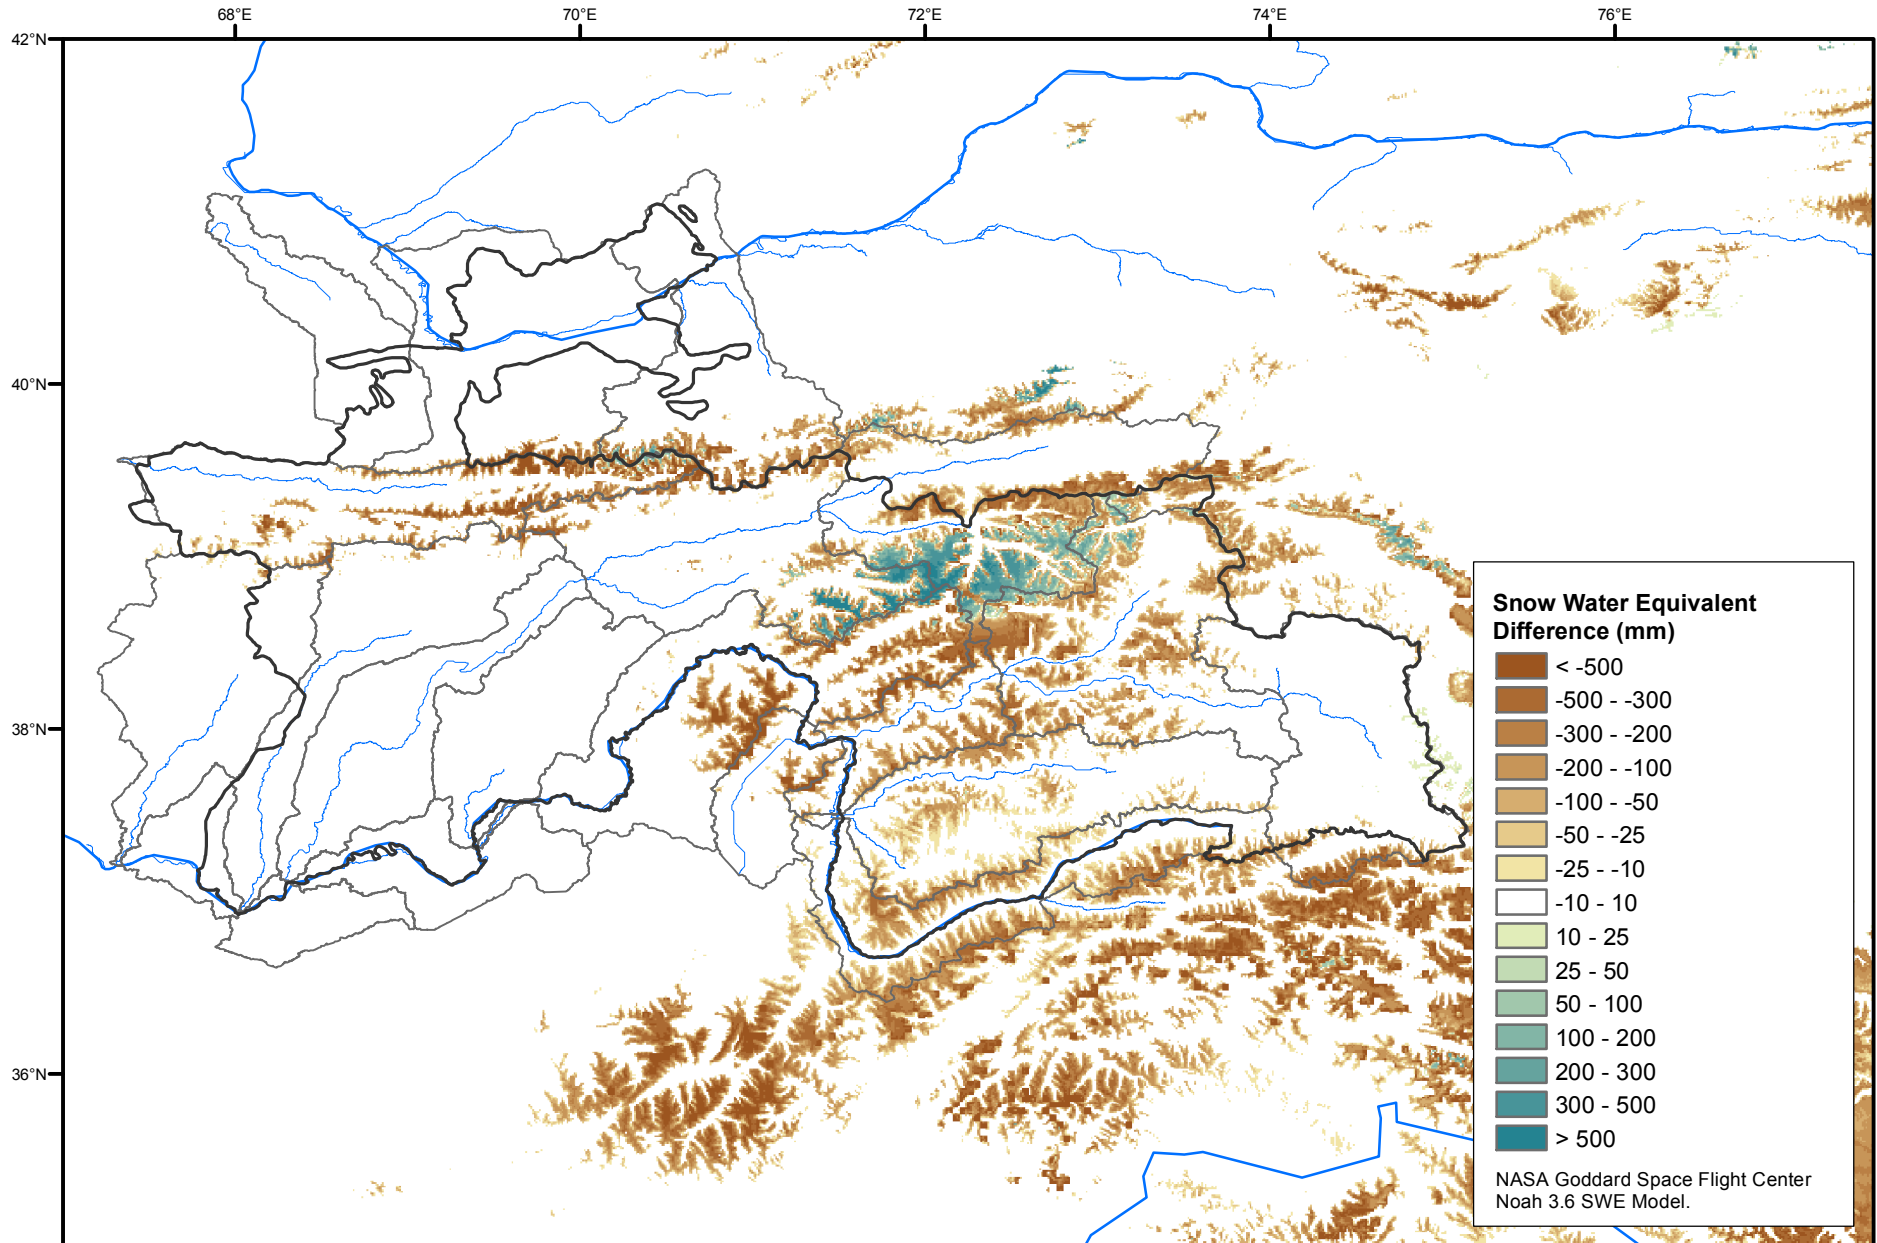 68°E
70°E
72°E
74°E
76°E
42°N
40°N
38°N
36°N
Snow Water Equivalent
Difference (mm)
< -500
-500 - -300
-300 - -200
-200 - -100
-100 - -50
-50 - -25
-25 - -10
-10 - 10
10 - 25
25 - 50
50 - 100
100 - 200
200 - 300
300 - 500
> 500
NASA Goddard Space Flight Center
Noah 3.6 SWE Model.